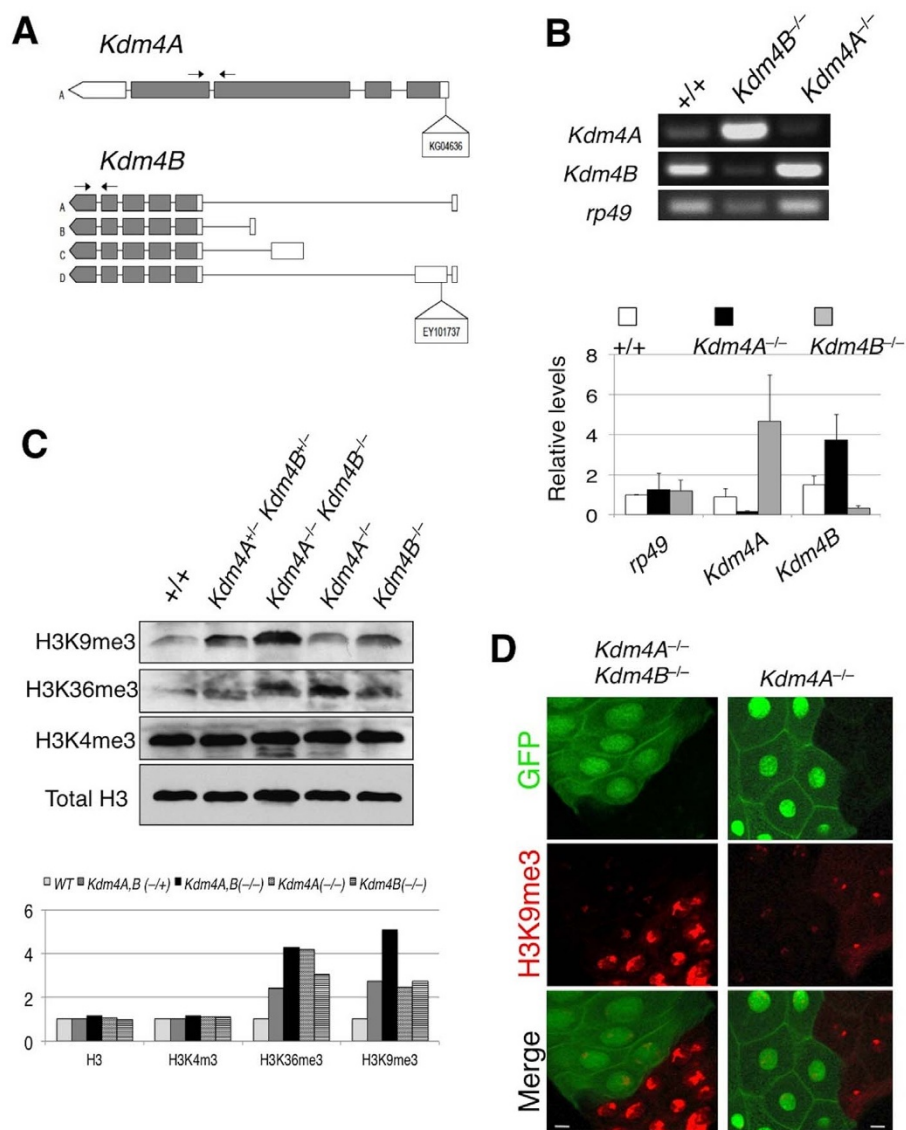 A
Kdm4A
A
KG04636
Kdm4B
A
B
C
D
EY101737
B
+/+ Kdm4B–/– Kdm4A–/–
Kdm4A
Kdm4B
rp49
+/+ Kdm4A–/– Kdm4B–/–
Relative levels
8
6
4
2
0
rp49 Kdm4A Kdm4B
C
+/+ Kdm4A+/– Kdm4B+/– Kdm4A–/– Kdm4B–/– Kdm4A–/– Kdm4B–/–
H3K9me3
H3K36me3
H3K4me3
Total H3
WT Kdm4A,B (–/+) Kdm4A,B(–/–) Kdm4A(–/–) Kdm4B(–/–)
6
4
2
0
H3 H3K4m3 H3K36me3 H3K9me3
D
Kdm4A–/–
Kdm4B–/–
Kdm4A–/–
GFP
H3K9me3
Merge